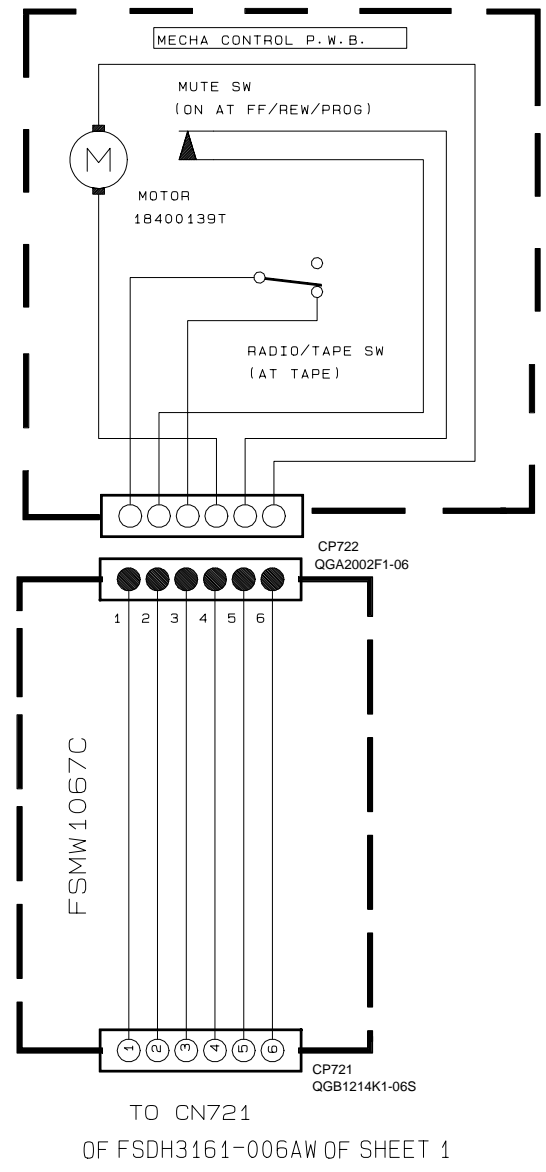 MECHA CONTROL P.W.B.
MUTE SW
(ON AT FF/REW/PROG)
M
MOTOR
18400139T
RADIO/TAPE SW
(AT TAPE)
CP722
QGA2002F1-06
1 2 3 4 5 6
FSMW1067C
1 2 3 4 5 6
CP721
QGB1214K1-06S
TO CN721
OF FSDH3161-006AW OF SHEET 1